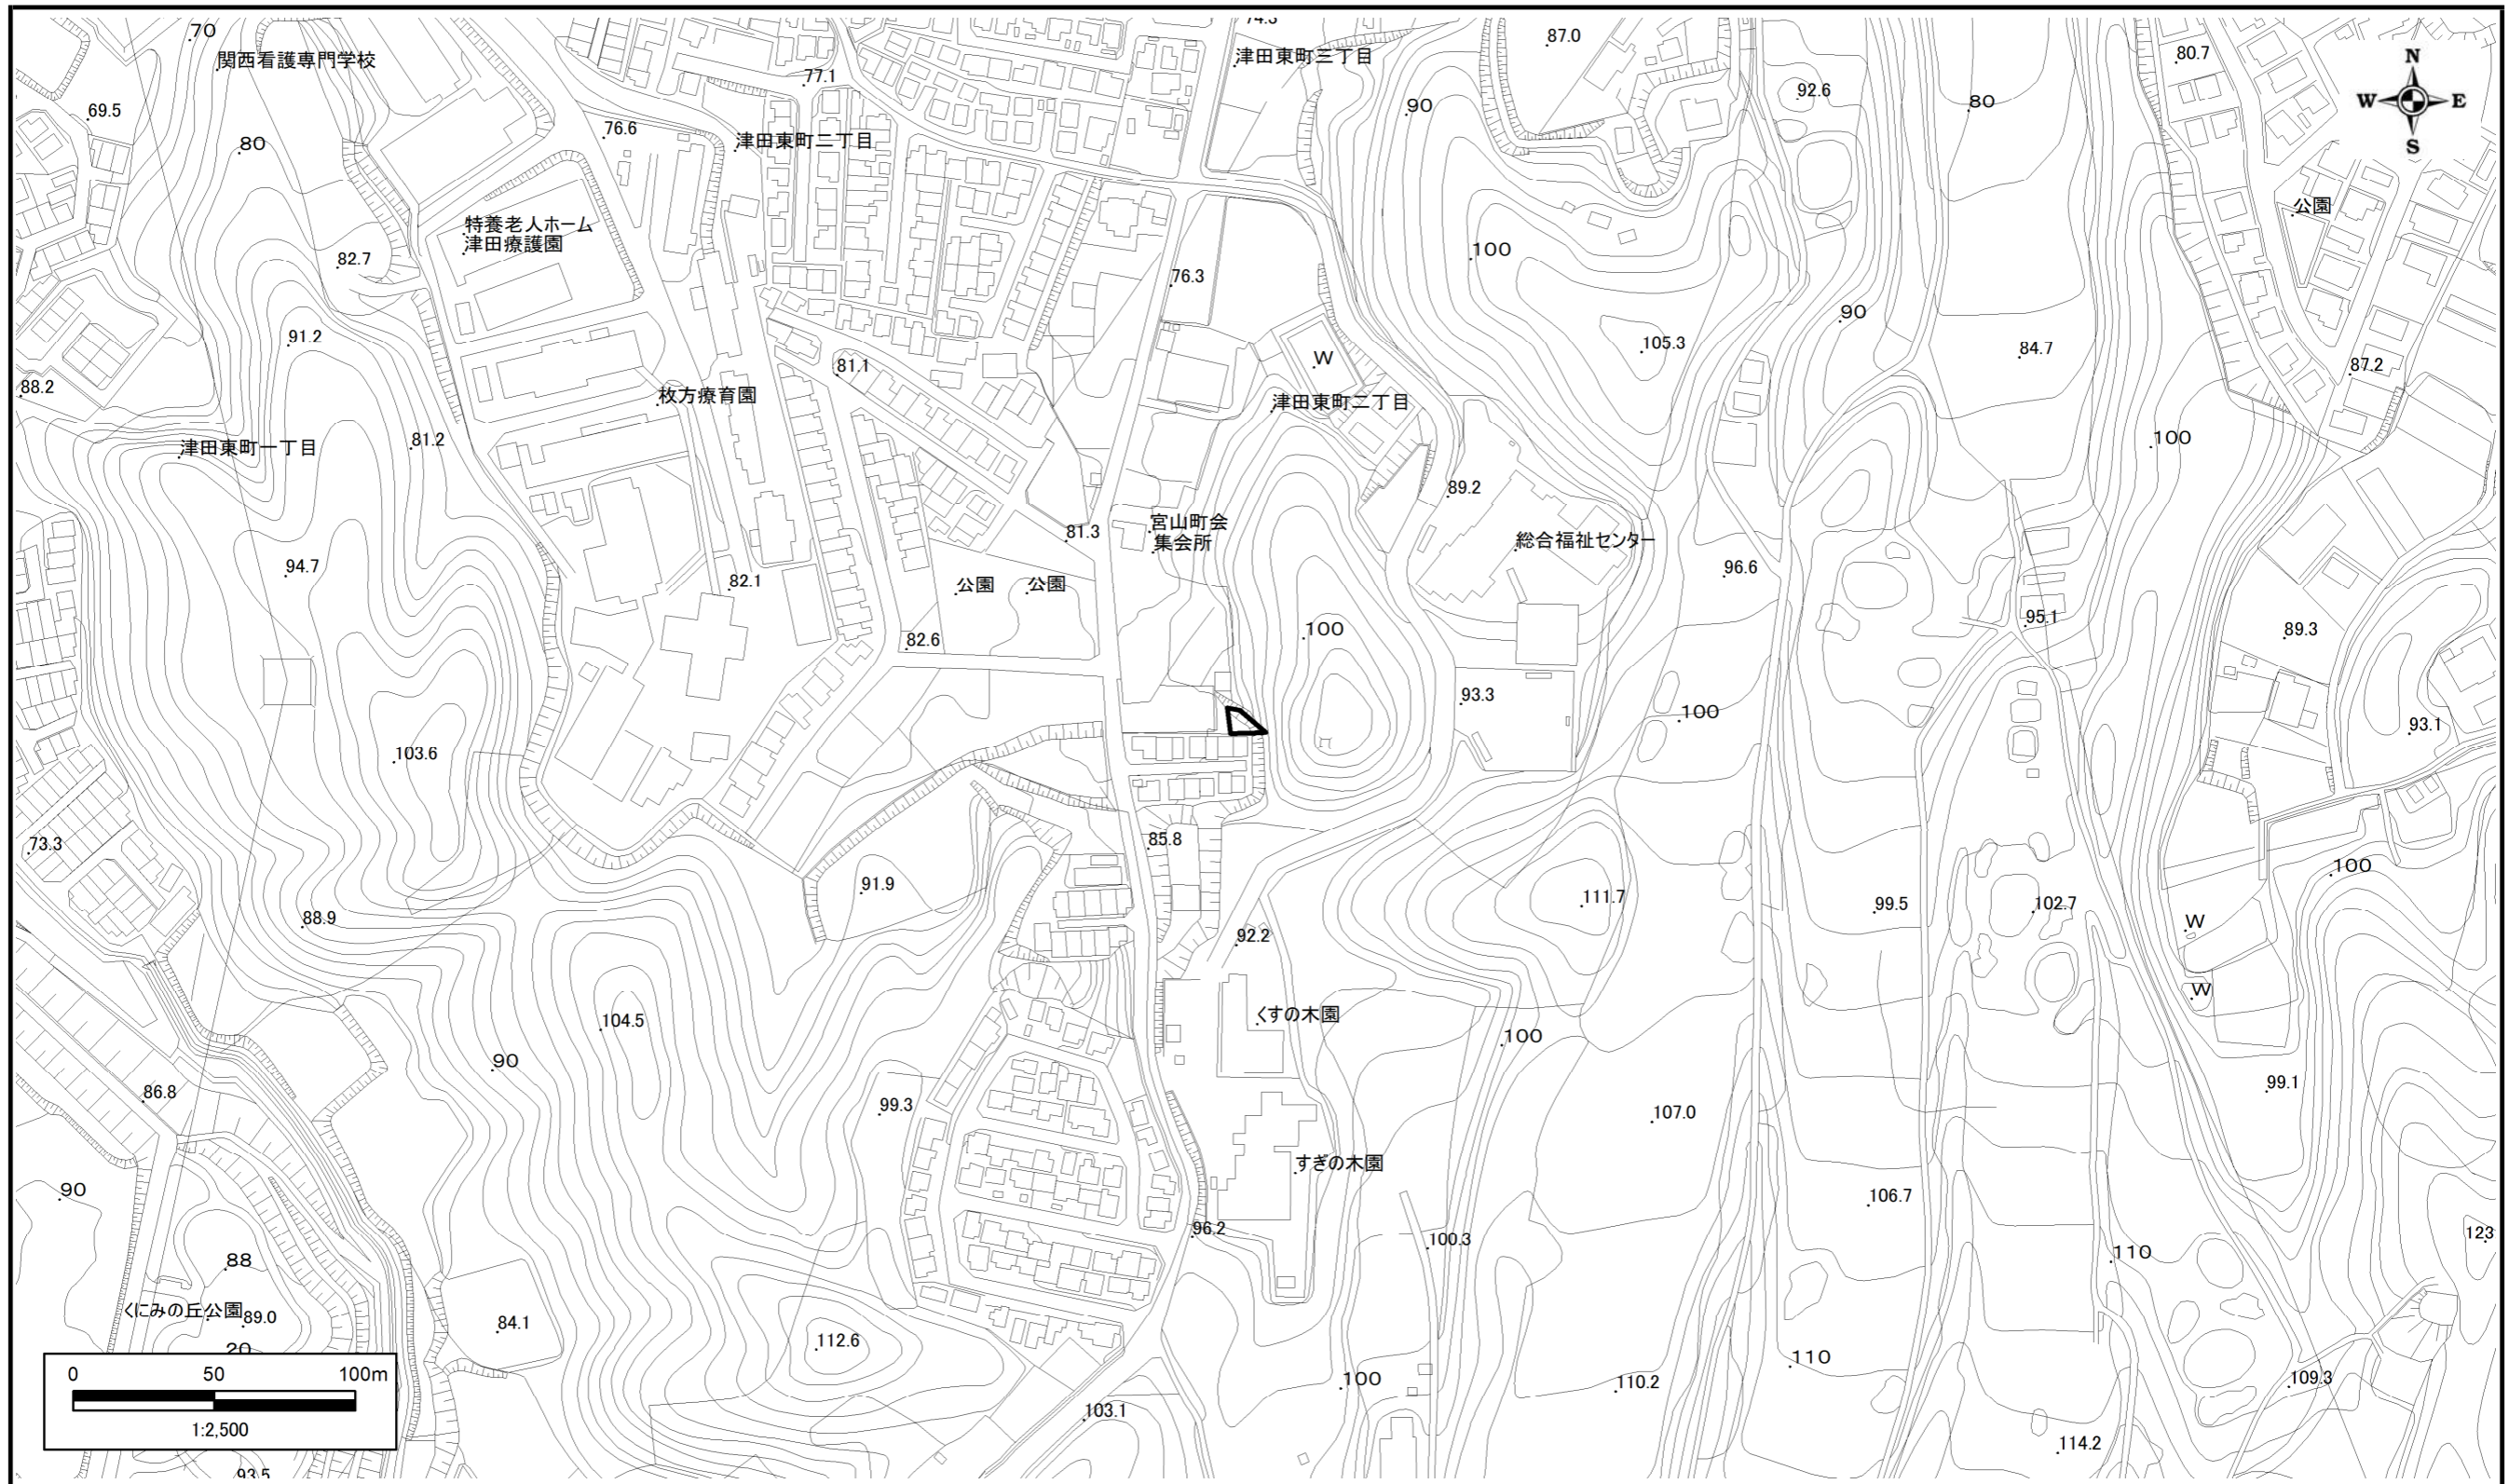 70
関西看護専門学校
74.3
津田東町三丁目
87.0
80.7
N
W E
S
77.1
92.6
80
69.5
90
76.6
津田東町二丁目
80
公園
特養老人ホーム
津田療護園
82.7
100
76.3
90
91.2
105.3
84.7
W
81.1
87.2
88.2
枚方療育園
津田東町二丁目
津田東町一丁目
81.2
100
89.2
宮山町会
集会所
81.3
総合福祉センター
94.7
82.1
公園
公園
96.6
95.1
100
89.3
82.6
93.3
100
93.1
103.6
73.3
85.8
100
91.9
111.7
99.5
102.7
88.9
W
92.2
W
104.5
くすの木園
100
90
99.1
86.8
99.3
107.0
すぎの木園
90
106.7
96.2
100.3
123
110
88
くにみの丘公園
89.0
84.1
20
112.6
110
0 50 100m
1:2,500
100
110.2
109.3
103.1
114.2
93.5